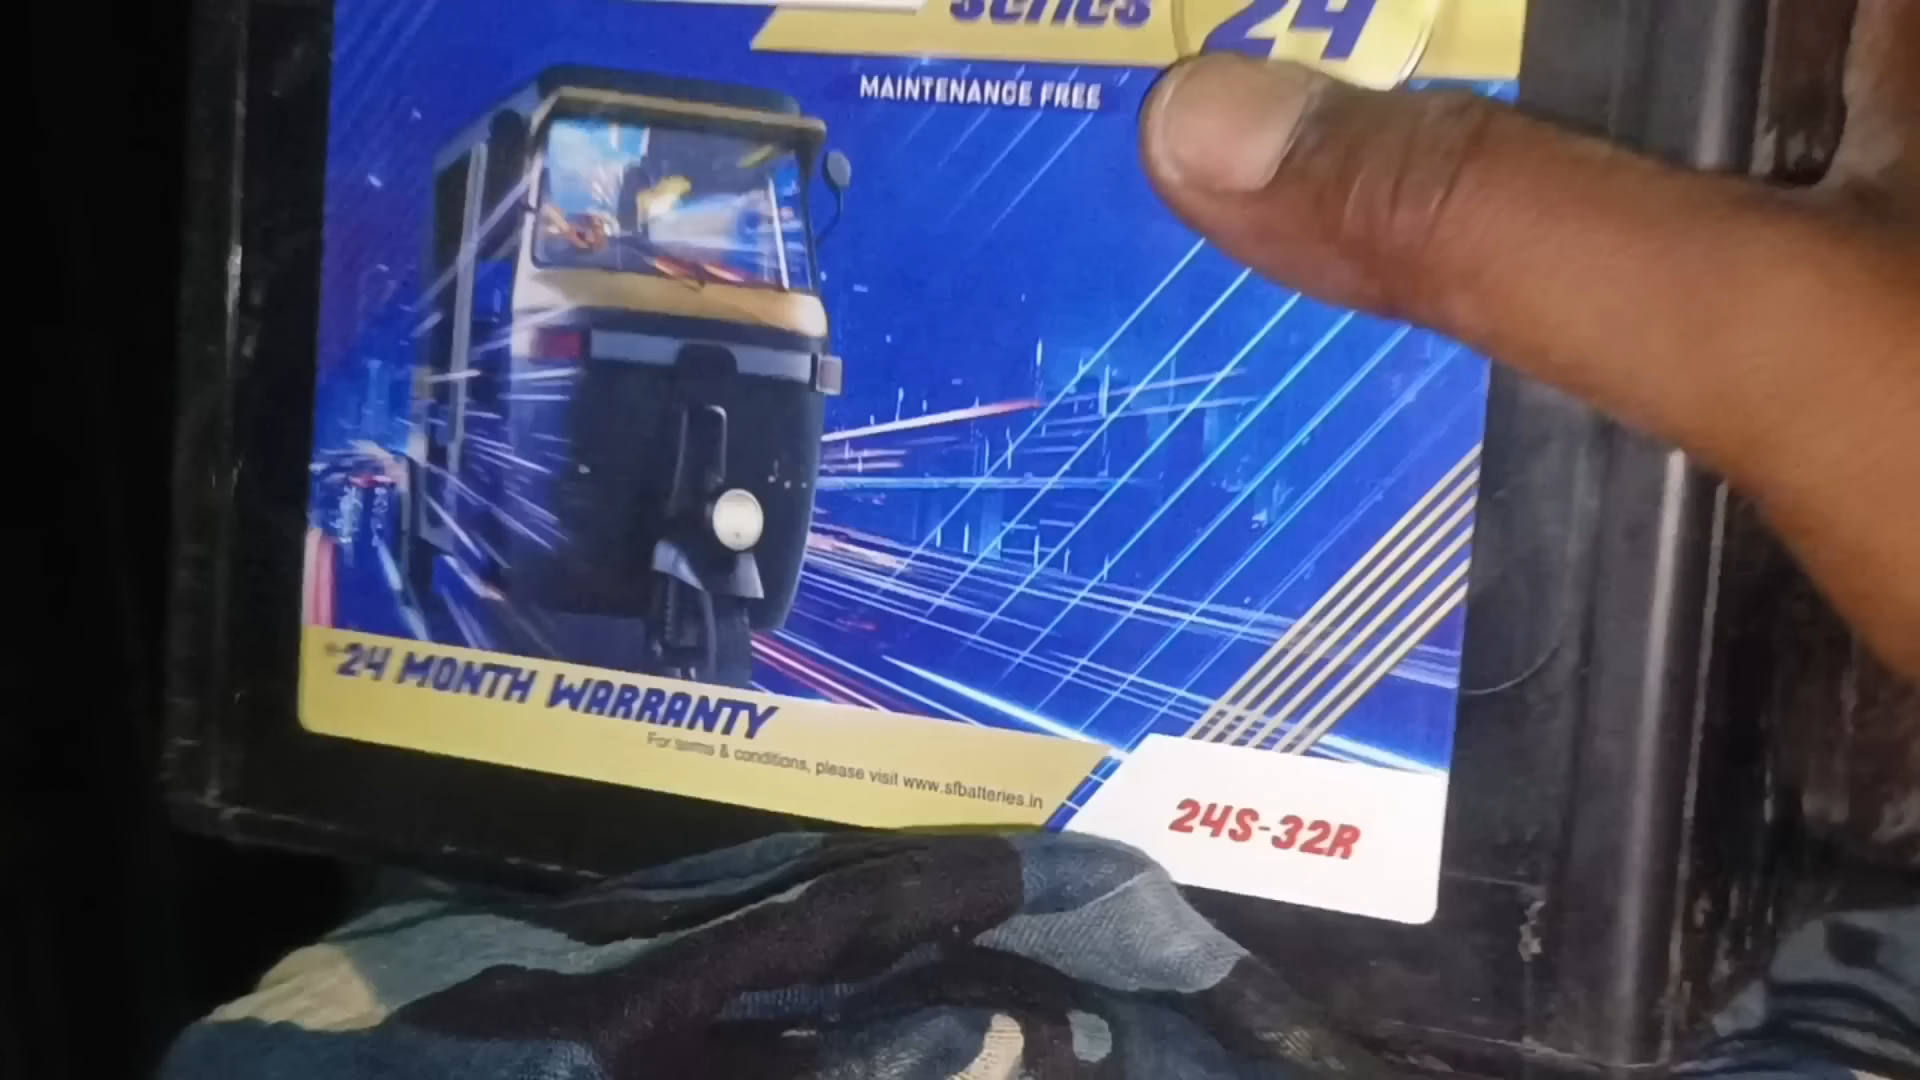 series 24
MAINTENANCE FREE
*24 MONTH WARRANTY
For terms & conditions, please visit www.sfbatteries.in
24S-32R